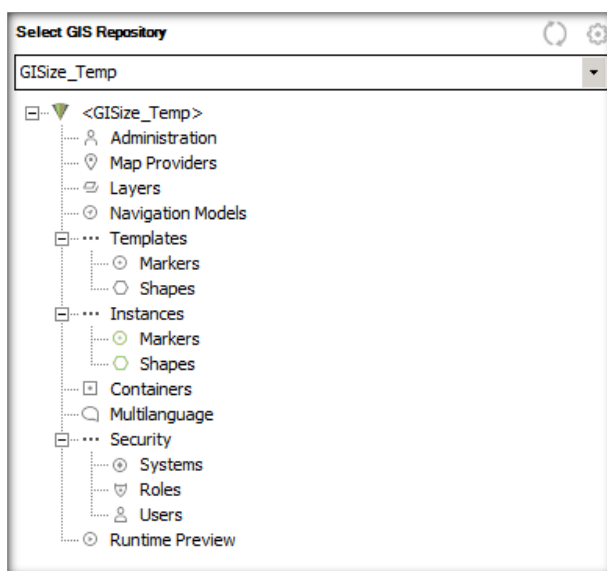 Select GIS Repository
GISize_Temp
<GISize_Temp>
Administration
Map Providers
Layers
Navigation Models
Templates
Markers
Shapes
Instances
Markers
Shapes
Containers
Multilanguage
Security
Systems
Roles
Users
Runtime Preview